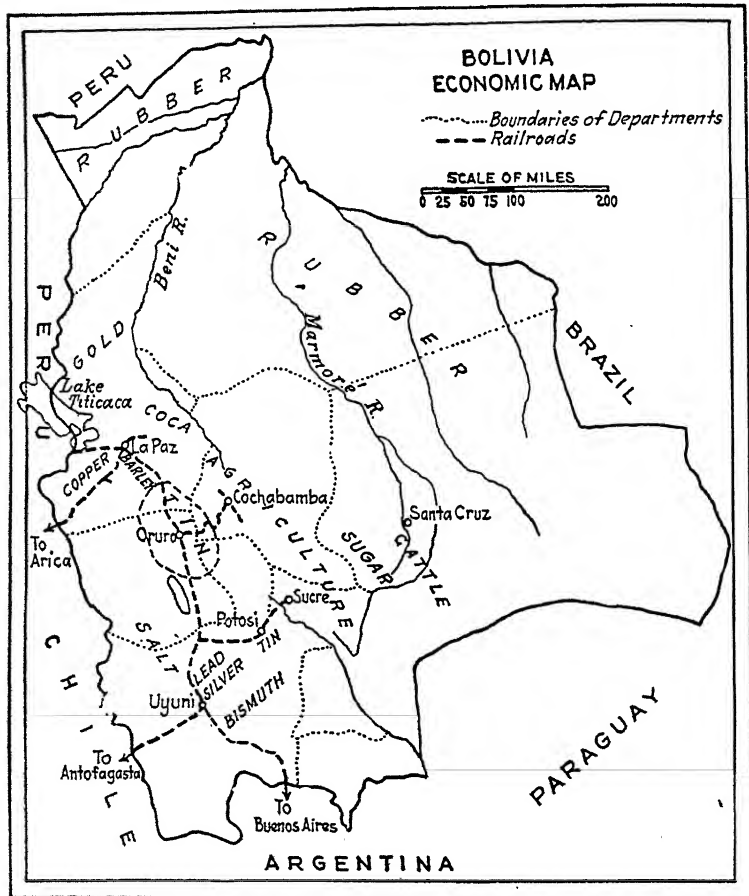 BOLIVIA
ECONOMIC MAP
Boundaries of Departments
Railroads
SCALE OF MILES
0 25 50 75 100 200
PERU
RUBBER
Beni R.
RUBBER
Marmore R.
PERU
GOLD
BRAZIL
Lake
Titicaca
COCA
La Paz
COPPER
BARLEY
AGRICULTURE
TIN
Cochabamba
Santa Cruz
Oruro
SUGAR
CATTLE
To
Arica
Sucre
Potosi
TIN
SALT
CHILE
LEAD
SILVER
BISMUTH
Uyuni
PARAGUAY
To
Antofagasta
To
Buenos Aires
ARGENTINA